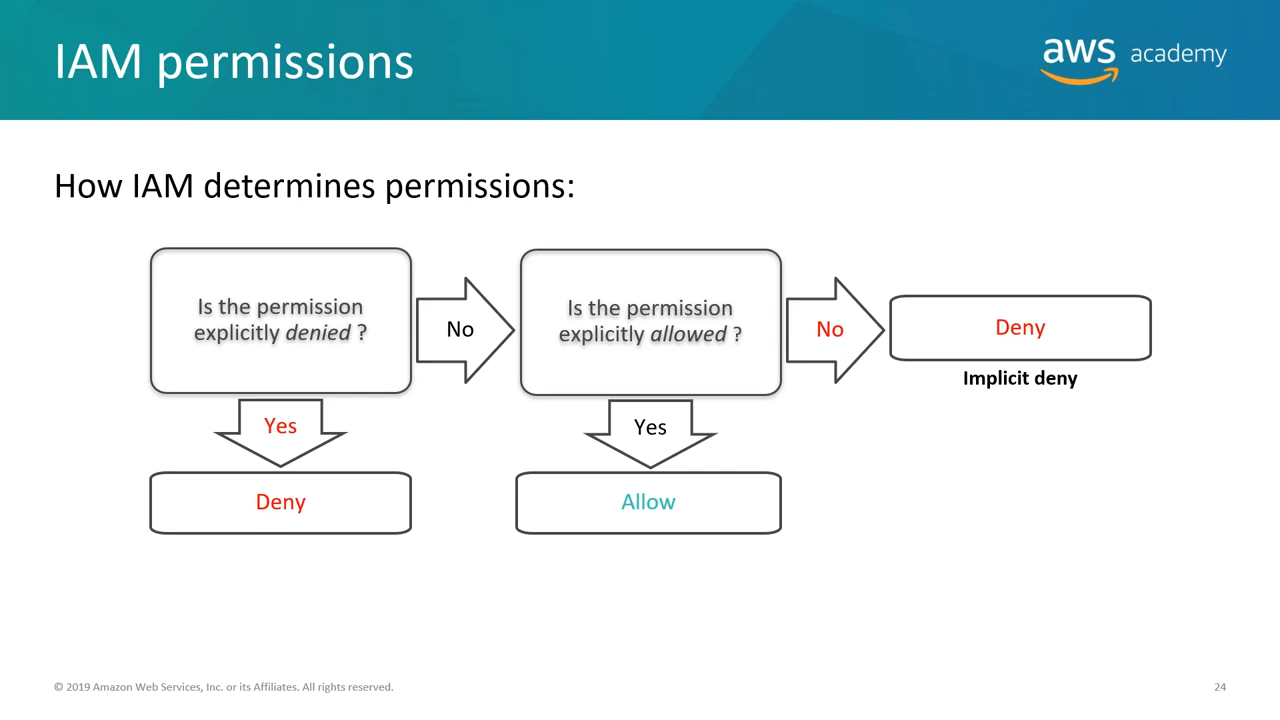 IAM permissions
aws academy
How IAM determines permissions:
Is the permission
explicitly denied ?
No
Is the permission
explicitly allowed ?
No
Deny
Implicit deny
Yes
Yes
Deny
Allow
© 2019 Amazon Web Services, Inc. or its Affiliates. All rights reserved.
24